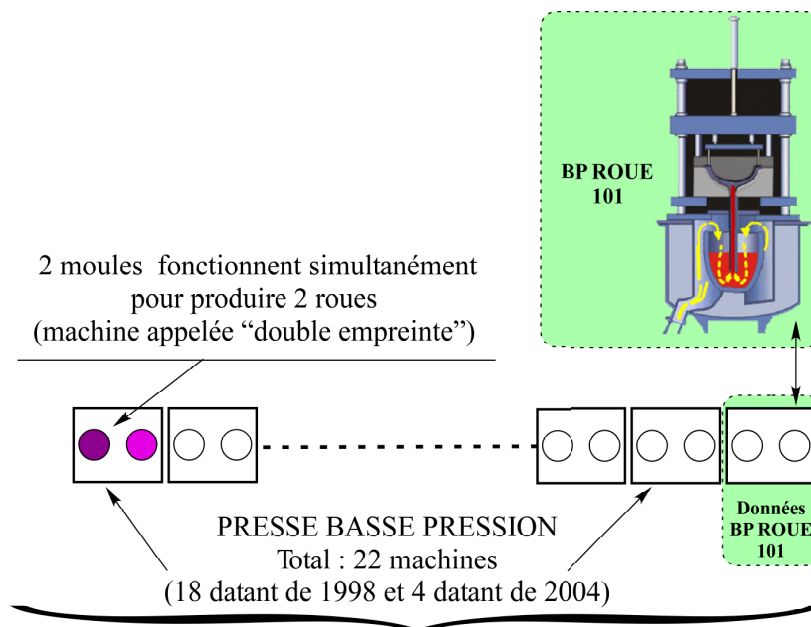 BP ROUE
101
2 moules fonctionnent simultanément
pour produire 2 roues
(machine appelée “double empreinte”)
Données
BP ROUE
101
PRESSE BASSE PRESSION
Total : 22 machines
(18 datant de 1998 et 4 datant de 2004)